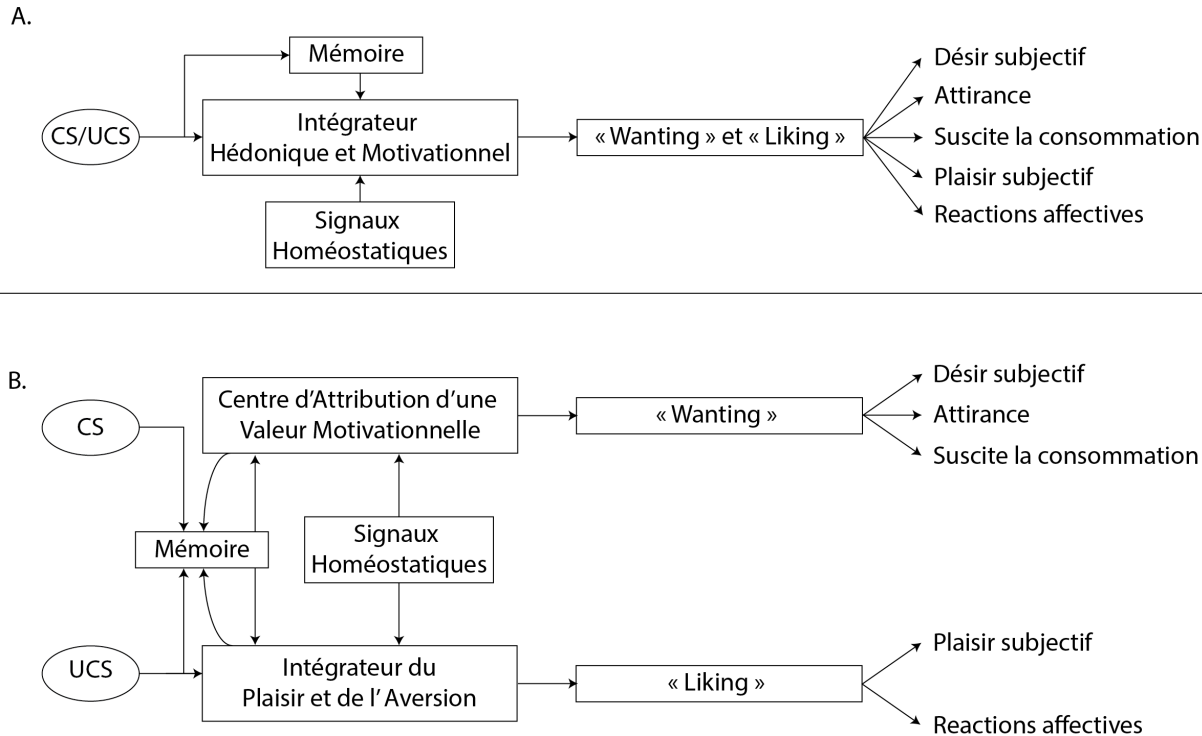 A.
Mémoire
CS/UCS
Intégrateur
Hédonique et Motivationnel
Signaux
Homéostatiques
« Wanting » et « Liking »
Désir subjectif
Attirance
Suscite la consommation
Plaisir subjectif
Reactions affectives
B.
CS
Centre d'Attribution d'une
Valeur Motivationnelle
« Wanting »
Désir subjectif
Attirance
Suscite la consommation
Mémoire
Signaux
Homéostatiques
UCS
Intégrateur du
Plaisir et de l' Aversion
« Liking »
Plaisir subjectif
Reactions affectives